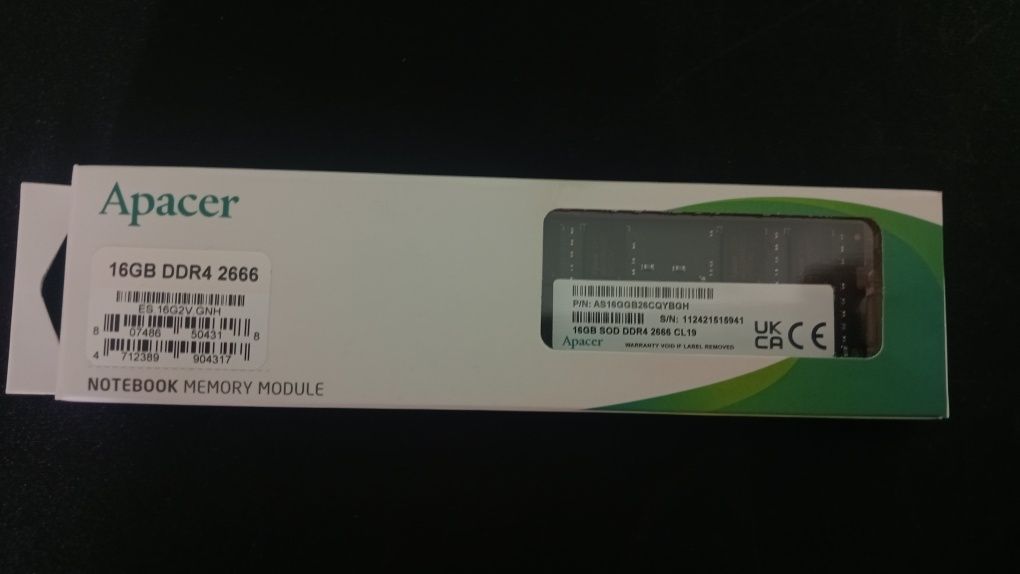 Apacer
16GB DDR4 2666
ES.16G2V.GNH
8 07486 50431 8
4 712389 904317
NOTEBOOK MEMORY MODULE
P/N: AS16GGB26CQYBGH
S/N: 112421515941
16GB SOD DDR4 2666 CL19
Apacer
WARRANTY VOID IF LABEL REMOVED
UK
CA
CE